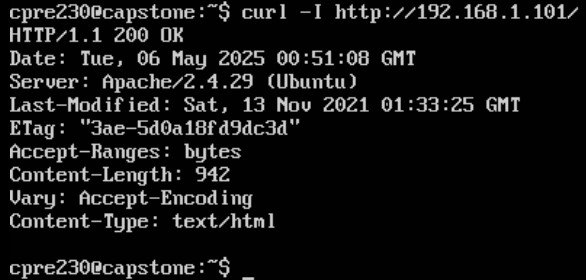 cpre230@capstone:~$ curl -I http://192.168.1.101/
HTTP/1.1 200 OK
Date: Tue, 06 May 2025 00:51:08 GMT
Server: Apache/2.4.29 (Ubuntu)
Last-Modified: Sat, 13 Nov 2021 01:33:25 GMT
ETag: "3ae-5d0a18fd9dc3d"
Accept-Ranges: bytes
Content-Length: 942
Vary: Accept-Encoding
Content-Type: text/html
cpre230@capstone:~$ _